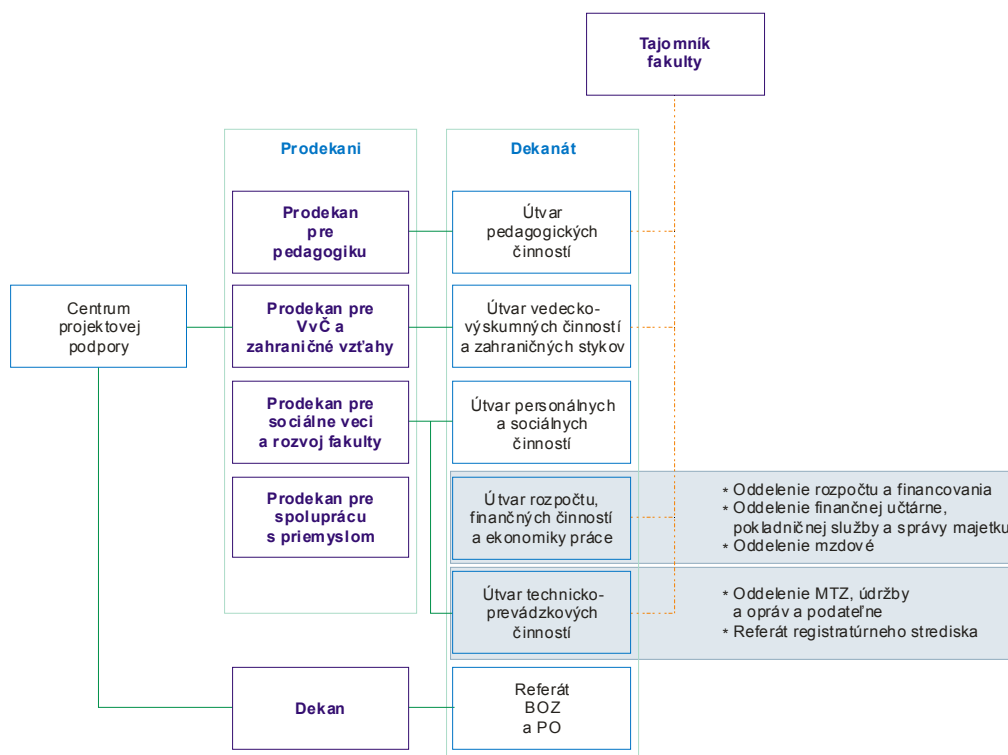 Tajomník
fakulty
Prodekani
Dekanát
Prodekan
pre
pedagogiku
Útvar
pedagogických
činností
Centrum
projektovej
podpory
Prodekan pre
VvČ a
zahraničné vzťahy
Útvar vedecko-
výskumných činností
a zahraničných stykov
Prodekan pre
sociálne veci
a rozvoj fakulty
Útvar personálnych
a sociálnych
činností
Prodekan pre
spoluprácu
s priemyslom
Útvar rozpočtu,
finančných činností
a ekonomiky práce
* Oddelenie rozpočtu a financovania
* Oddelenie finančnej učtárne,
pokladničnej služby a správy majetku
* Oddelenie mzdové
Útvar technicko-
prevádzkových
činností
* Oddelenie MTZ, údržby
a opráv a podateľne
* Referát registratúrneho strediska
Dekan
Referát
BOZ
a PO